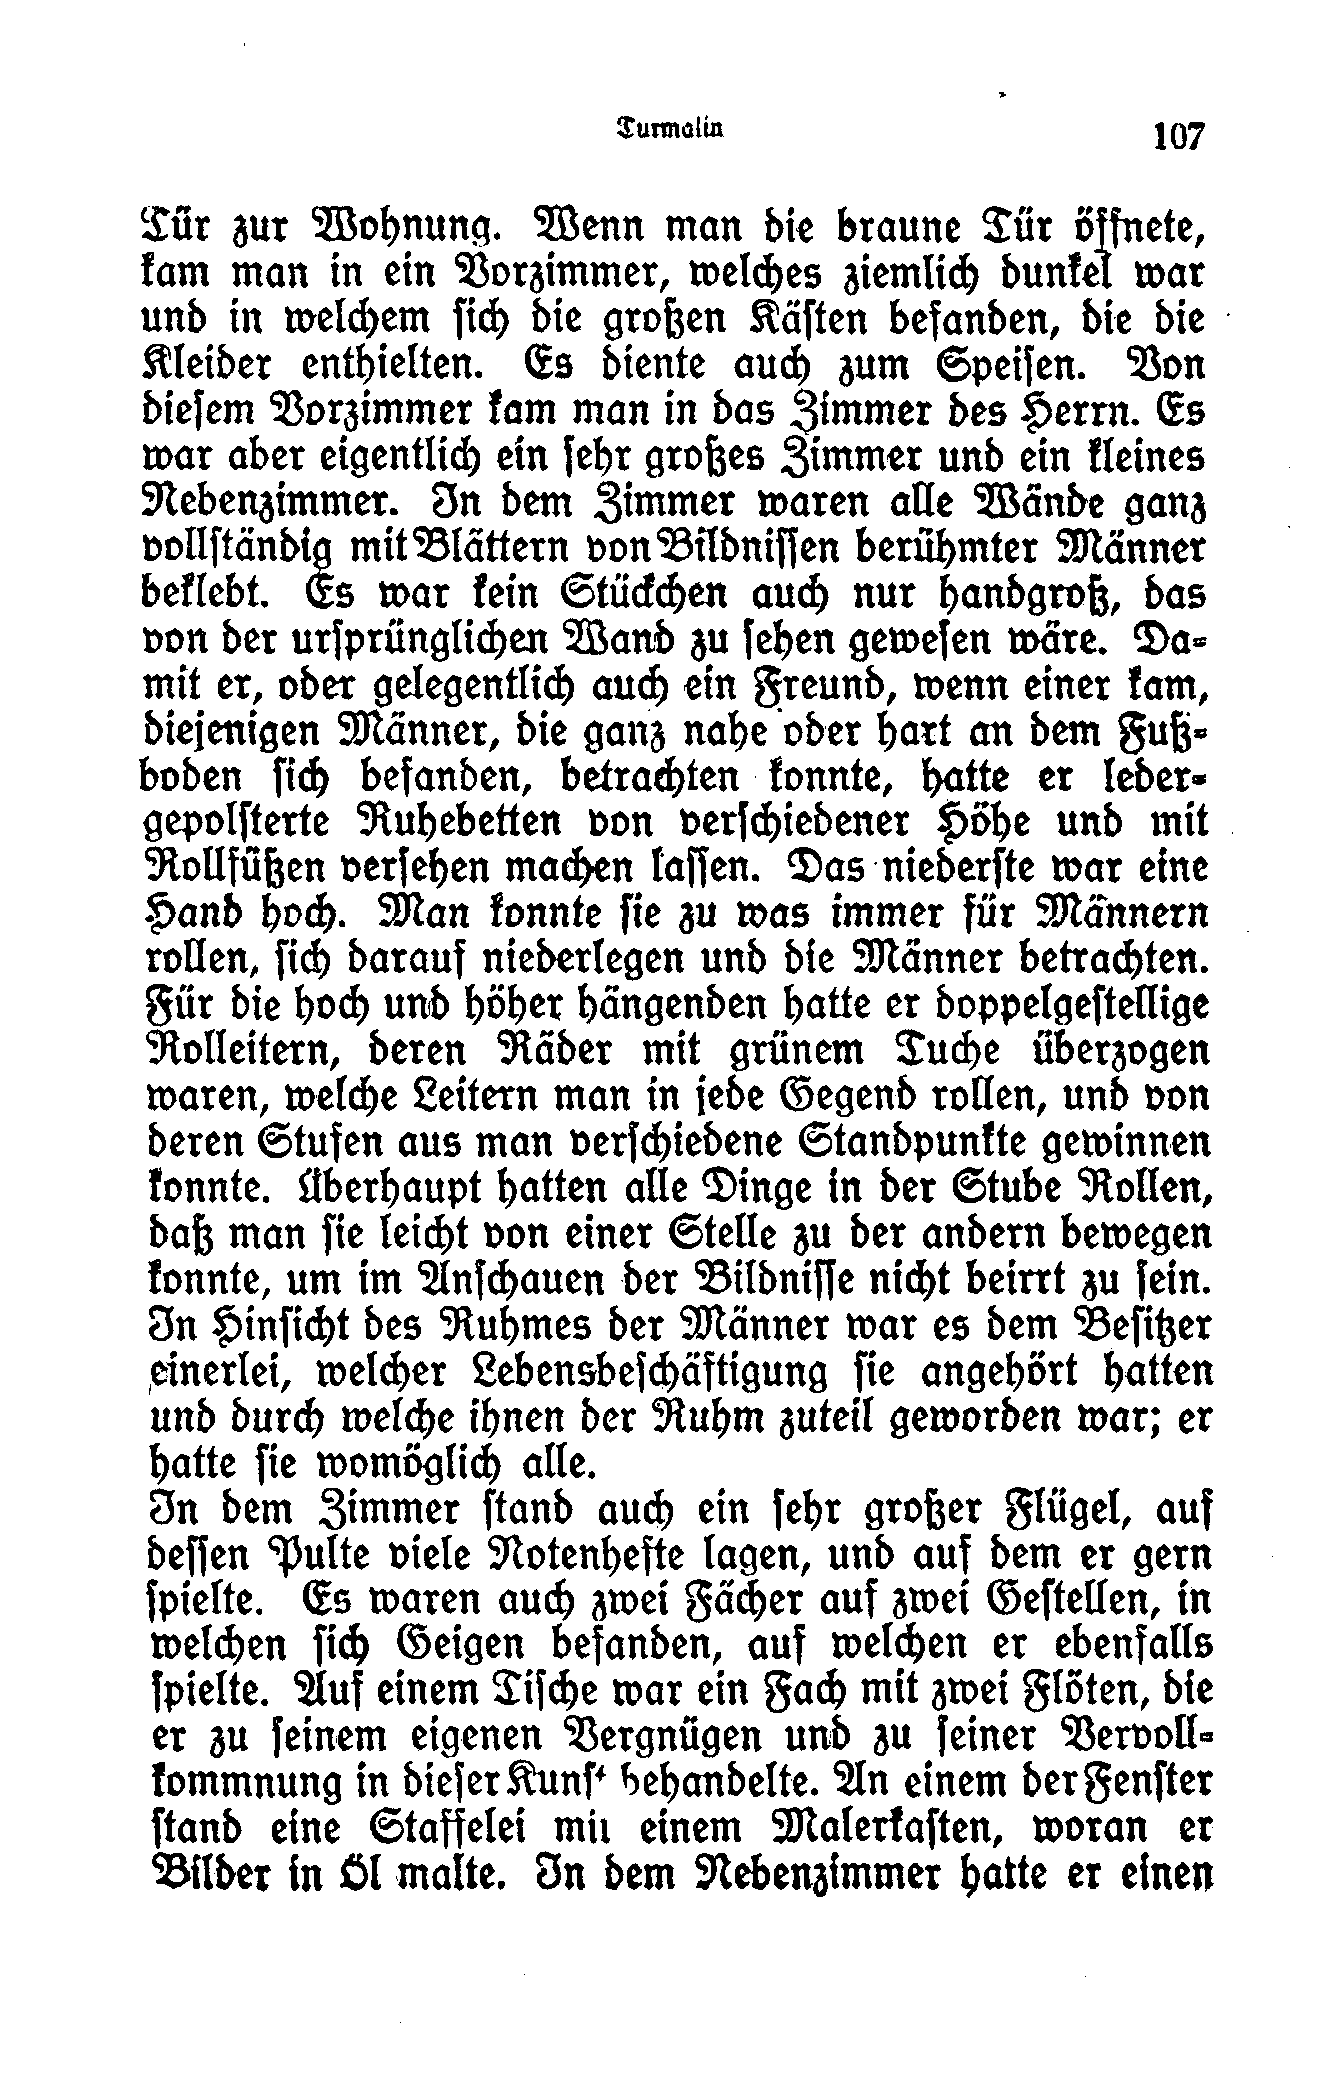 Turmalin
107
Tür zur Wohnung. Wenn man die braune Tür öffnete,
kam man in ein Vorzimmer, welches ziemlich dunkel war
und in welchem sich die großen Kästen befanden, die die
Kleider enthielten. Es diente auch zum Speisen. Von
diesem Vorzimmer kam man in das Zimmer des Herrn. Es
war aber eigentlich ein sehr großes Zimmer und ein kleines
Nebenzimmer. In dem Zimmer waren alle Wände ganz
vollständig mit Blättern von Bildnissen berühmter Männer
beklebt. Es war kein Stückchen auch nur handgroß, das
von der ursprünglichen Wand zu sehen gewesen wäre. Da-
mit er, oder gelegentlich auch ein Freund, wenn einer kam,
diejenigen Männer, die ganz nahe oder hart an dem Fuß-
boden sich befanden, betrachten konnte, hatte er leder-
gepolsterte Ruhebetten von verschiedener Höhe und mit
Rollfüßen versehen machen lassen. Das niederste war eine
Hand hoch. Man konnte sie zu was immer für Männern
rollen, sich darauf niederlegen und die Männer betrachten.
Für die hoch und höher hängenden hatte er doppelgestellige
Rolleitern, deren Räder mit grünem Tuche überzogen
waren, welche Leitern man in jede Gegend rollen, und von
deren Stufen aus man verschiedene Standpunkte gewinnen
konnte. Überhaupt hatten alle Dinge in der Stube Rollen,
daß man sie leicht von einer Stelle zu der andern bewegen
konnte, um im Anschauen der Bildnisse nicht beirrt zu sein.
In Hinsicht des Ruhmes der Männer war es dem Besitzer
einerlei, welcher Lebensbeschäftigung sie angehört hatten
und durch welche ihnen der Ruhm zuteil geworden war; er
hatte sie womöglich alle.
In dem Zimmer stand auch ein sehr großer Flügel, auf
dessen Pulte viele Notenhefte lagen, und auf dem er gern
spielte. Es waren auch zwei Fächer auf zwei Gestellen, in
welchen sich Geigen befanden, auf welchen er ebenfalls
spielte. Auf einem Tische war ein Fach mit zwei Flöten, die
er zu seinem eigenen Vergnügen und zu seiner Vervoll-
kommnung in dieser Kunst behandelte. An einem der Fenster
stand eine Staffelei mit einem Malerkasten, woran er
Bilder in Öl malte. In dem Nebenzimmer hatte er einen